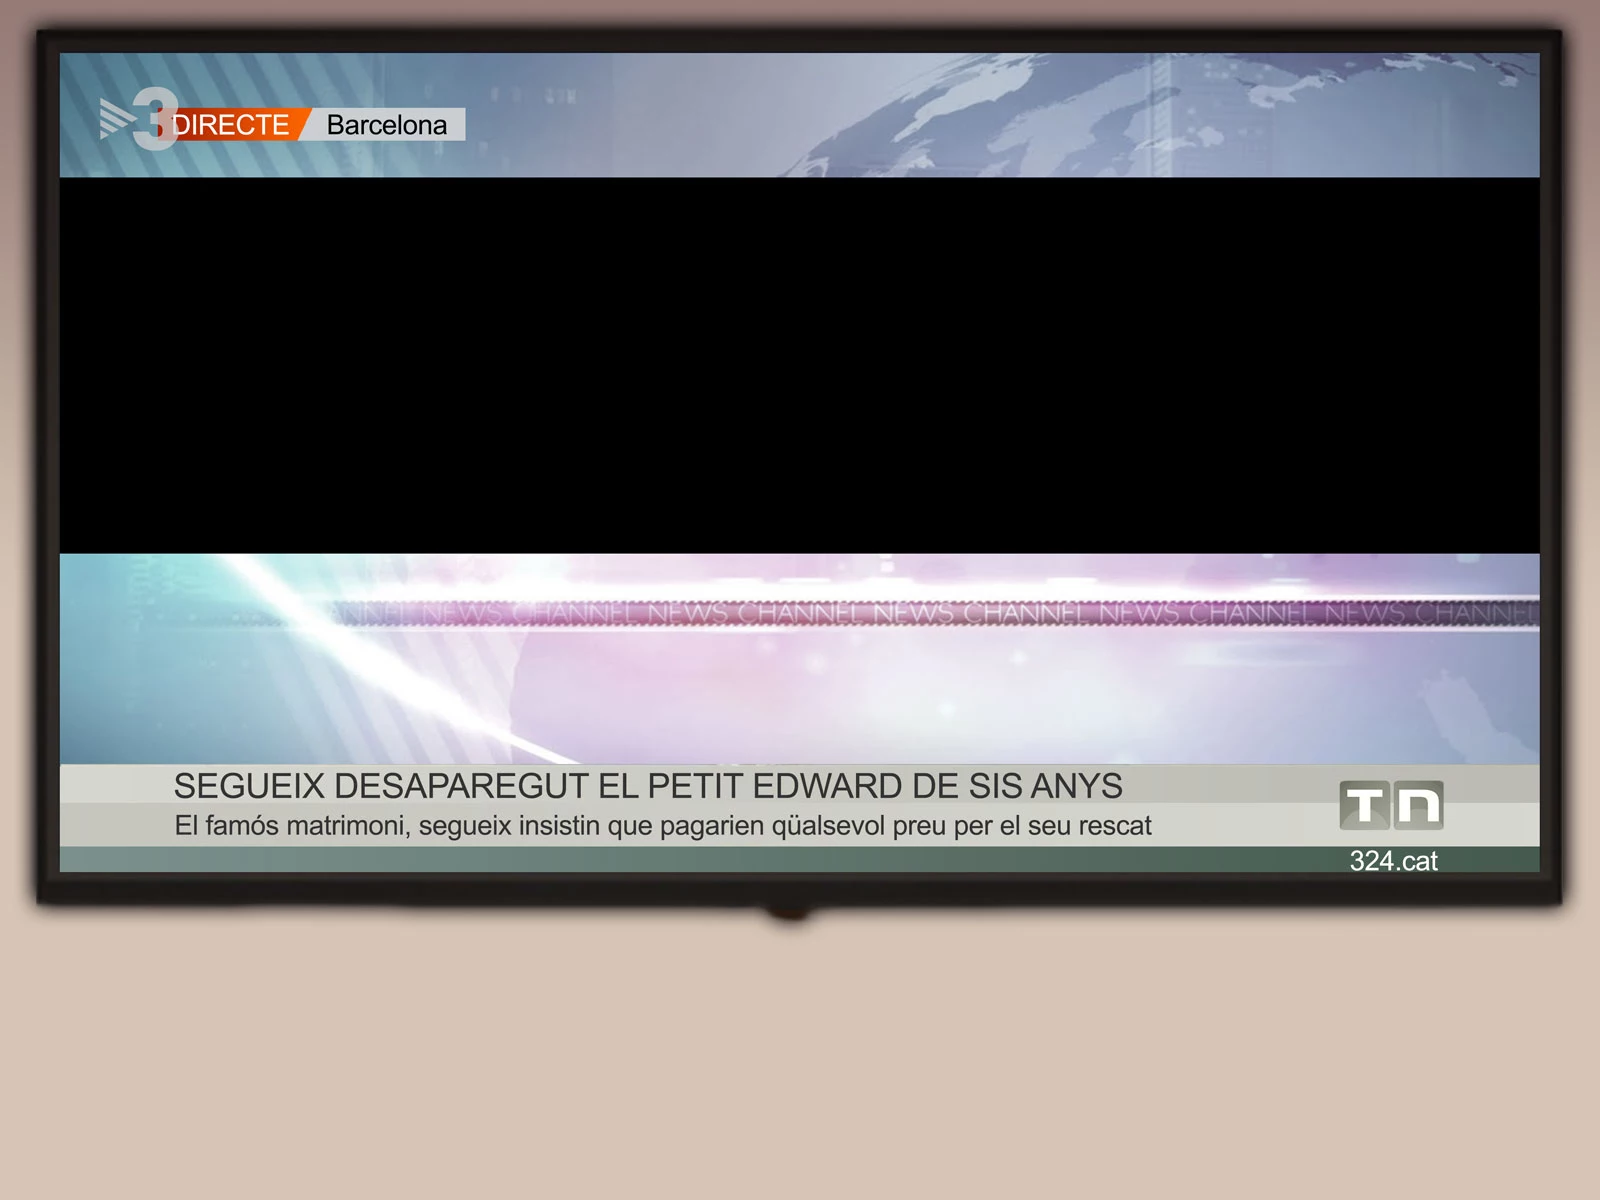 3 DIRECTE Barcelona
NEWS CHANNEL NEWS CHANNEL NEWS CHANNEL NEWS CHANNEL NEWS CHANNEL
SEGUEIX DESAPAREGUT EL PETIT EDWARD DE SIS ANYS
El famós matrimoni, segueix insistin que pagarien qüalsevol preu per el seu rescat
TN
324.cat